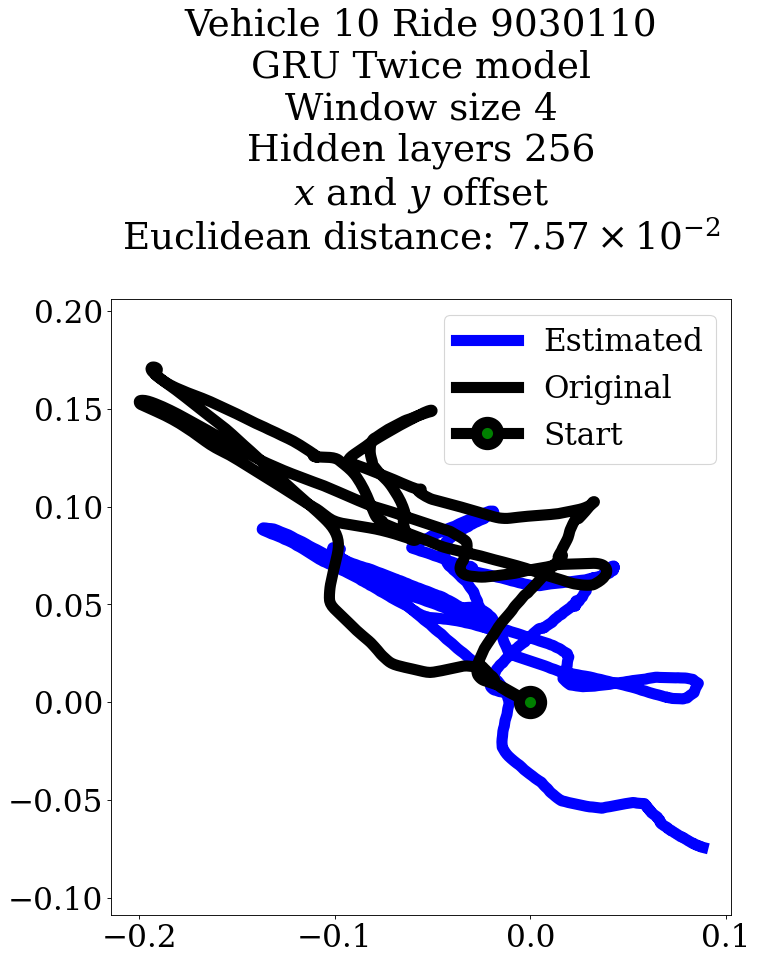 Vehicle 10 Ride 9030110
GRU Twice model
Window size 4
Hidden layers 256
x and y offset
Euclidean distance: 7.57 × 10⁻²
Estimated
Original
Start
0.20
0.15
0.10
0.05
0.00
−0.05
−0.10
−0.2 −0.1 0.0 0.1